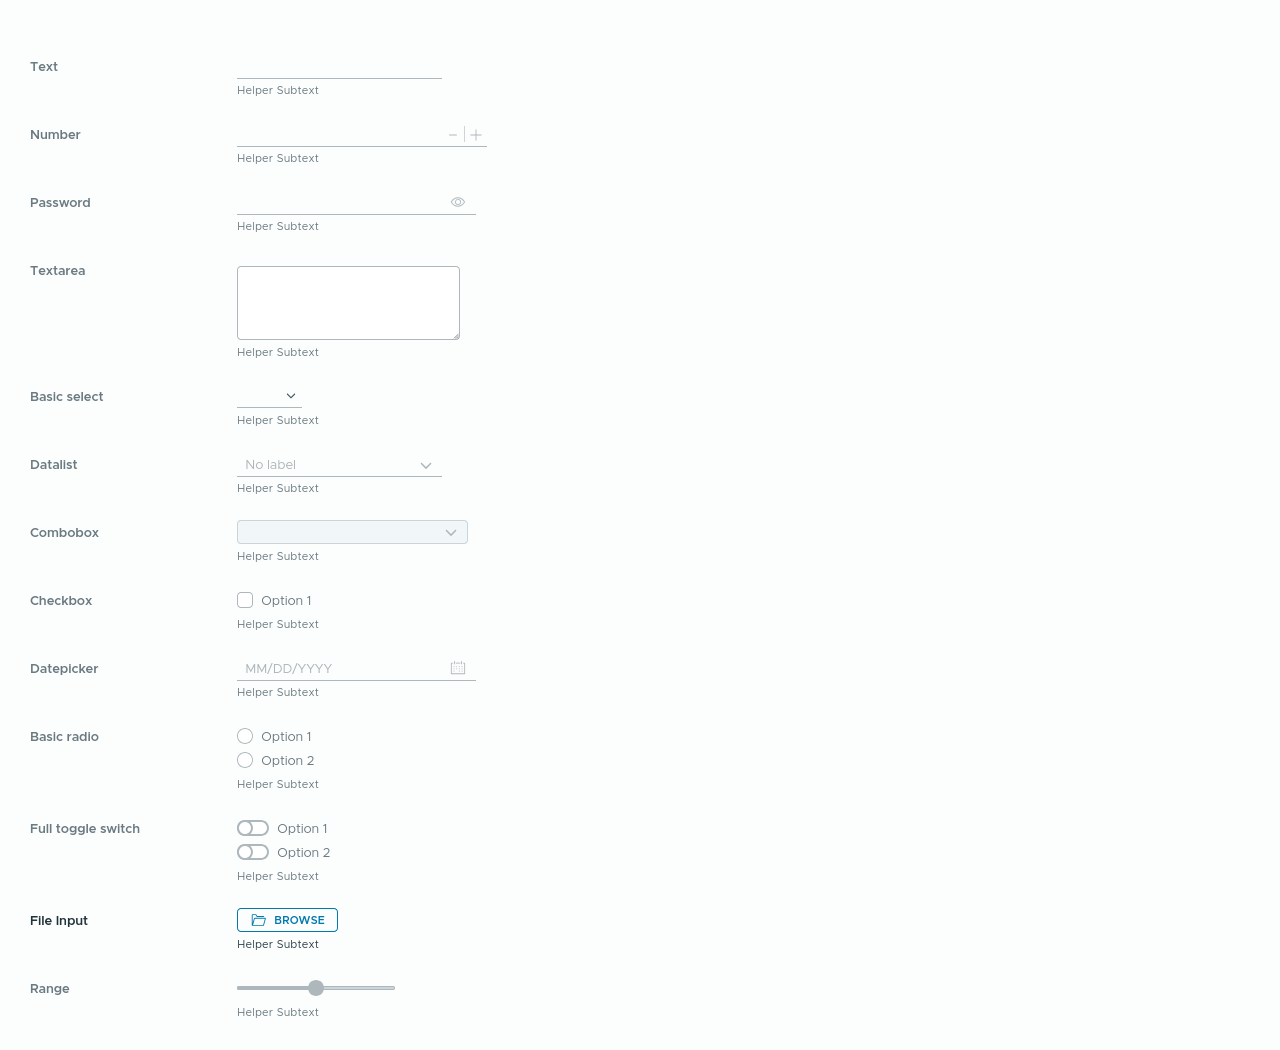 Text
Helper Subtext
Number
Helper Subtext
Password
Helper Subtext
Textarea
Helper Subtext
Basic select
Helper Subtext
Datalist
No label
Helper Subtext
Combobox
Helper Subtext
Checkbox
Option 1
Helper Subtext
Datepicker
MM/DD/YYYY
Helper Subtext
Basic radio
Option 1
Option 2
Helper Subtext
Full toggle switch
Option 1
Option 2
Helper Subtext
File Input
BROWSE
Helper Subtext
Range
Helper Subtext